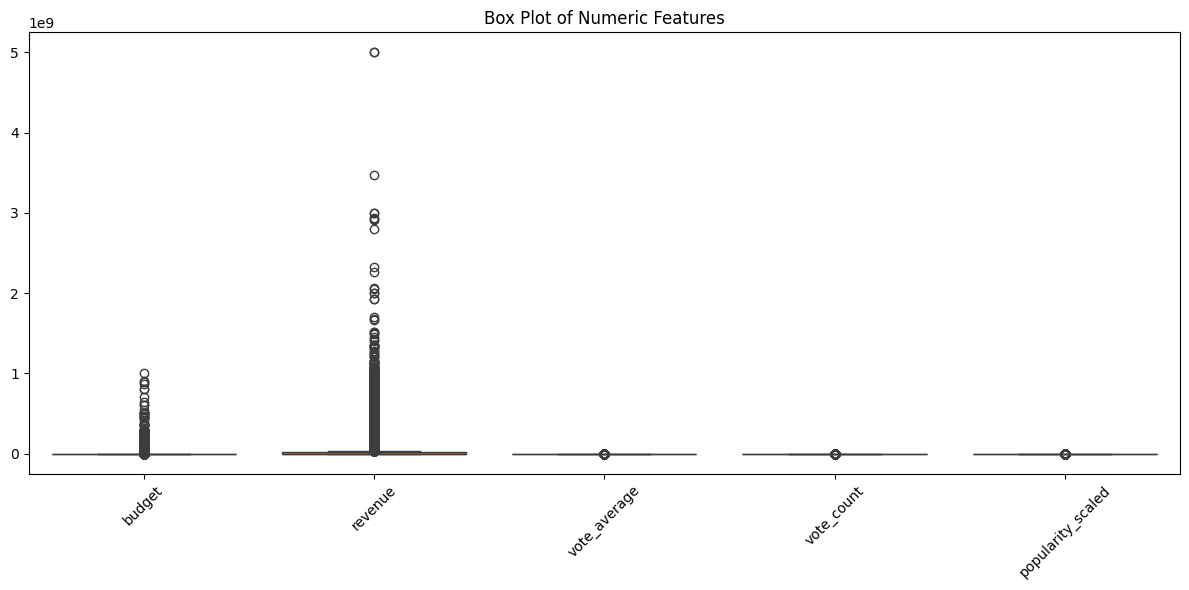 Box Plot of Numeric Features
1e9
5
4
3
2
1
0
budget
revenue
vote_average
vote_count
popularity_scaled